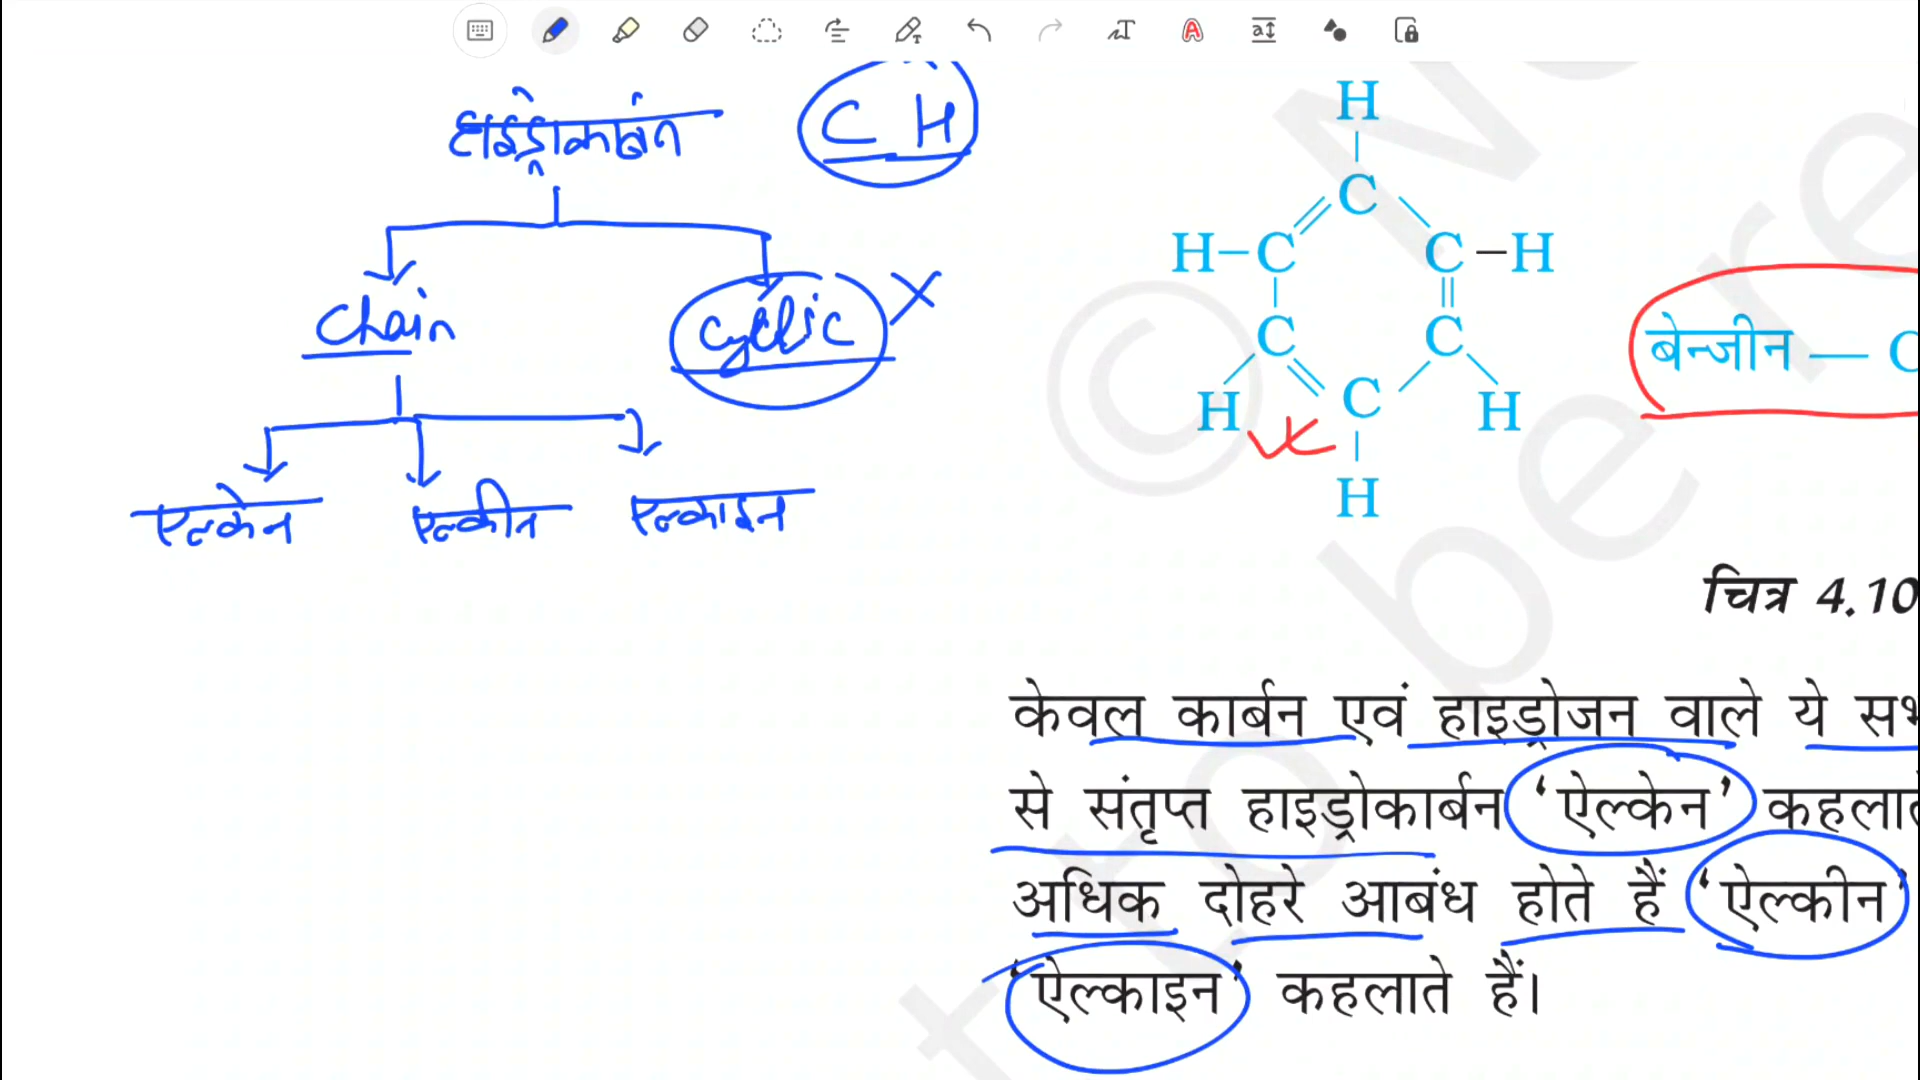 हाइड्रोकार्बन
C H
Chain
Cyclic X
एल्केन एल्कीन एल्काइन
H
C
H–C C–H
C C
H C H
H
बेन्जीन — C
चित्र 4.10
केवल कार्बन एवं हाइड्रोजन वाले ये सभ
से संतृप्त हाइड्रोकार्बन ‘ऐल्केन’ कहलाते
अधिक दोहरे आबंध होते हैं ‘ऐल्कीन’
‘ऐल्काइन’ कहलाते हैं।